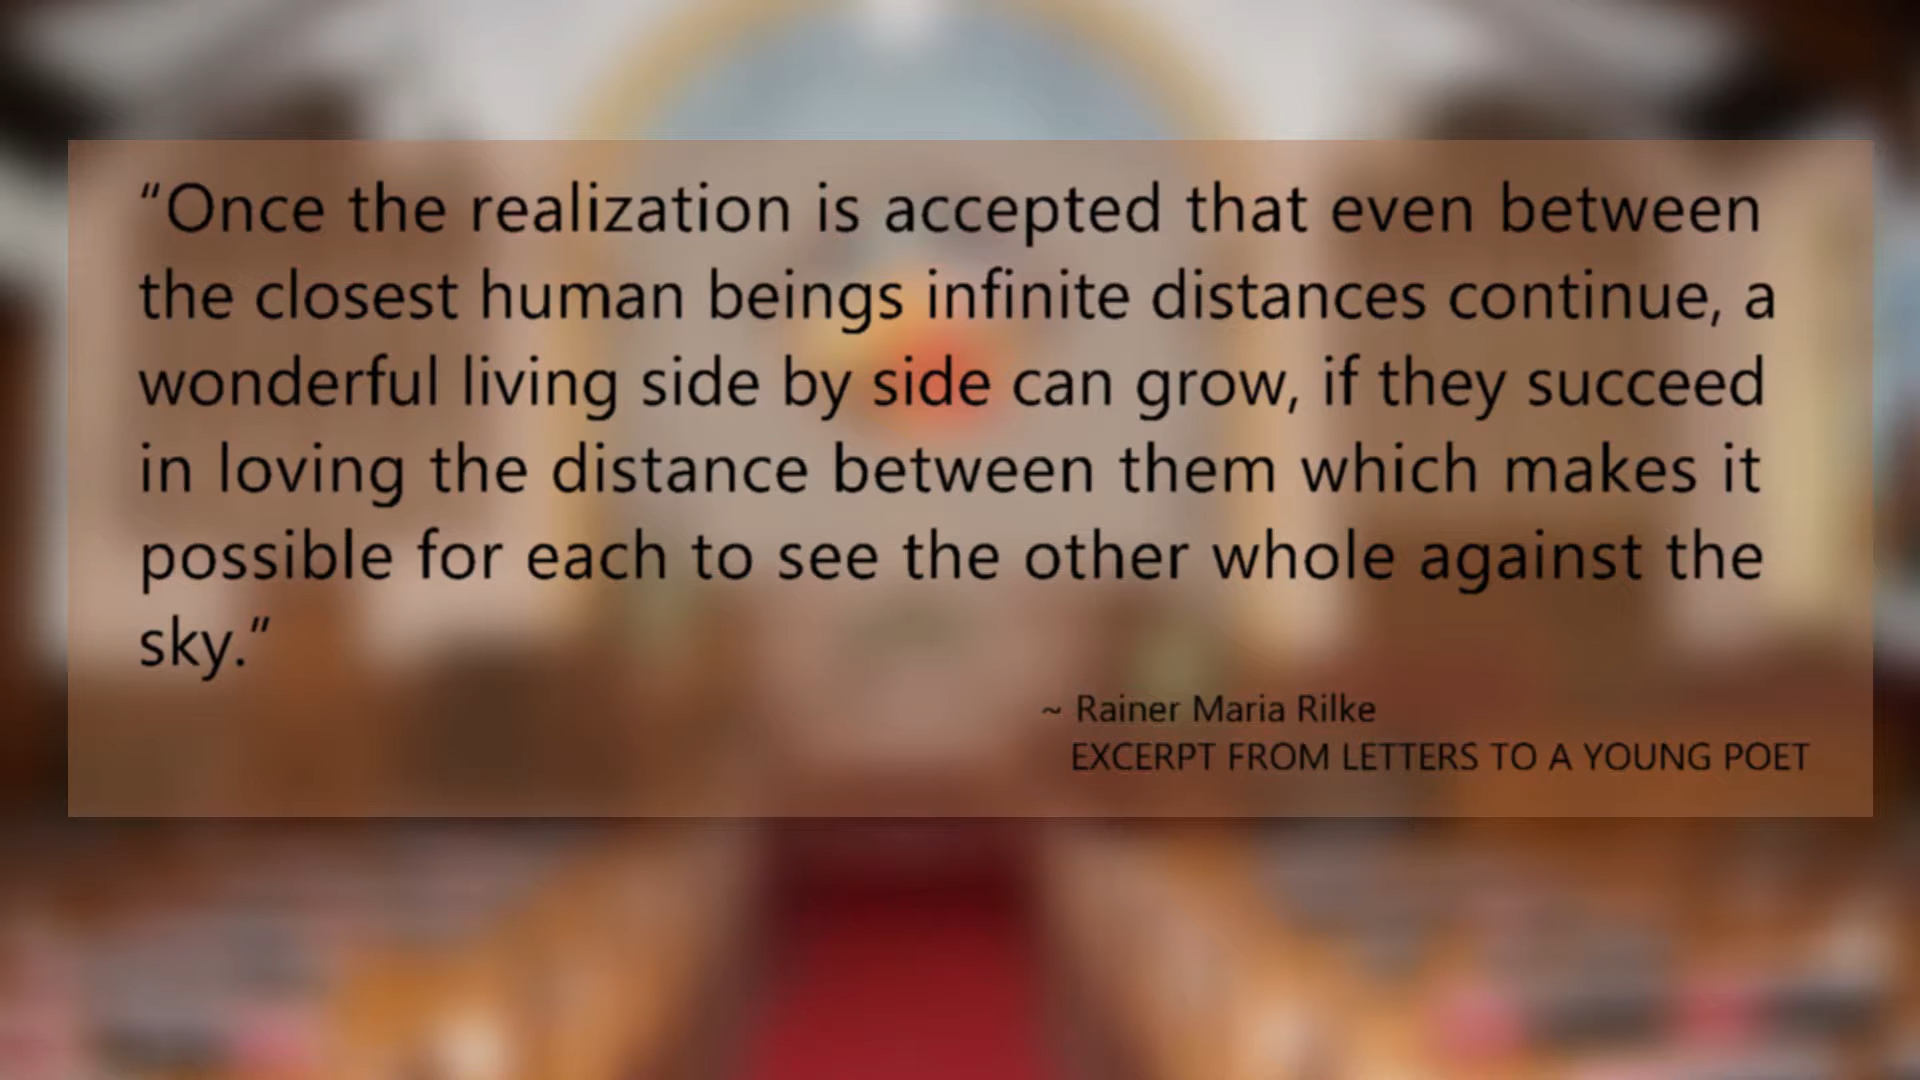 “Once the realization is accepted that even between
the closest human beings infinite distances continue, a
wonderful living side by side can grow, if they succeed
in loving the distance between them which makes it
possible for each to see the other whole against the
sky.”
~ Rainer Maria Rilke
EXCERPT FROM LETTERS TO A YOUNG POET